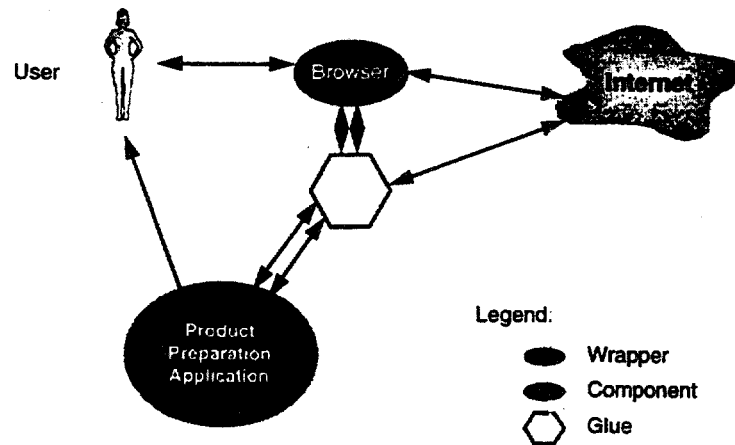 User
Browser
Internet
Product
Preparation
Application
Legend:
Wrapper
Component
Glue